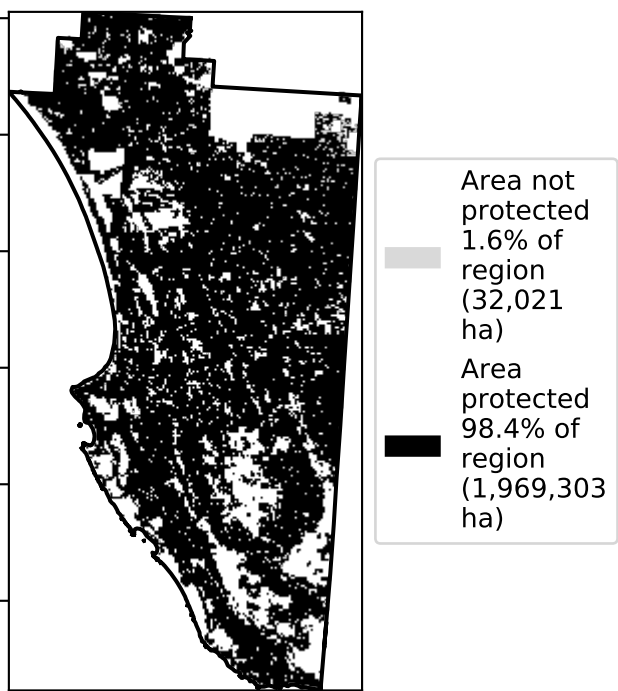 Area not
protected
1.6% of
region
(32,021
ha)
Area
protected
98.4% of
region
(1,969,303
ha)